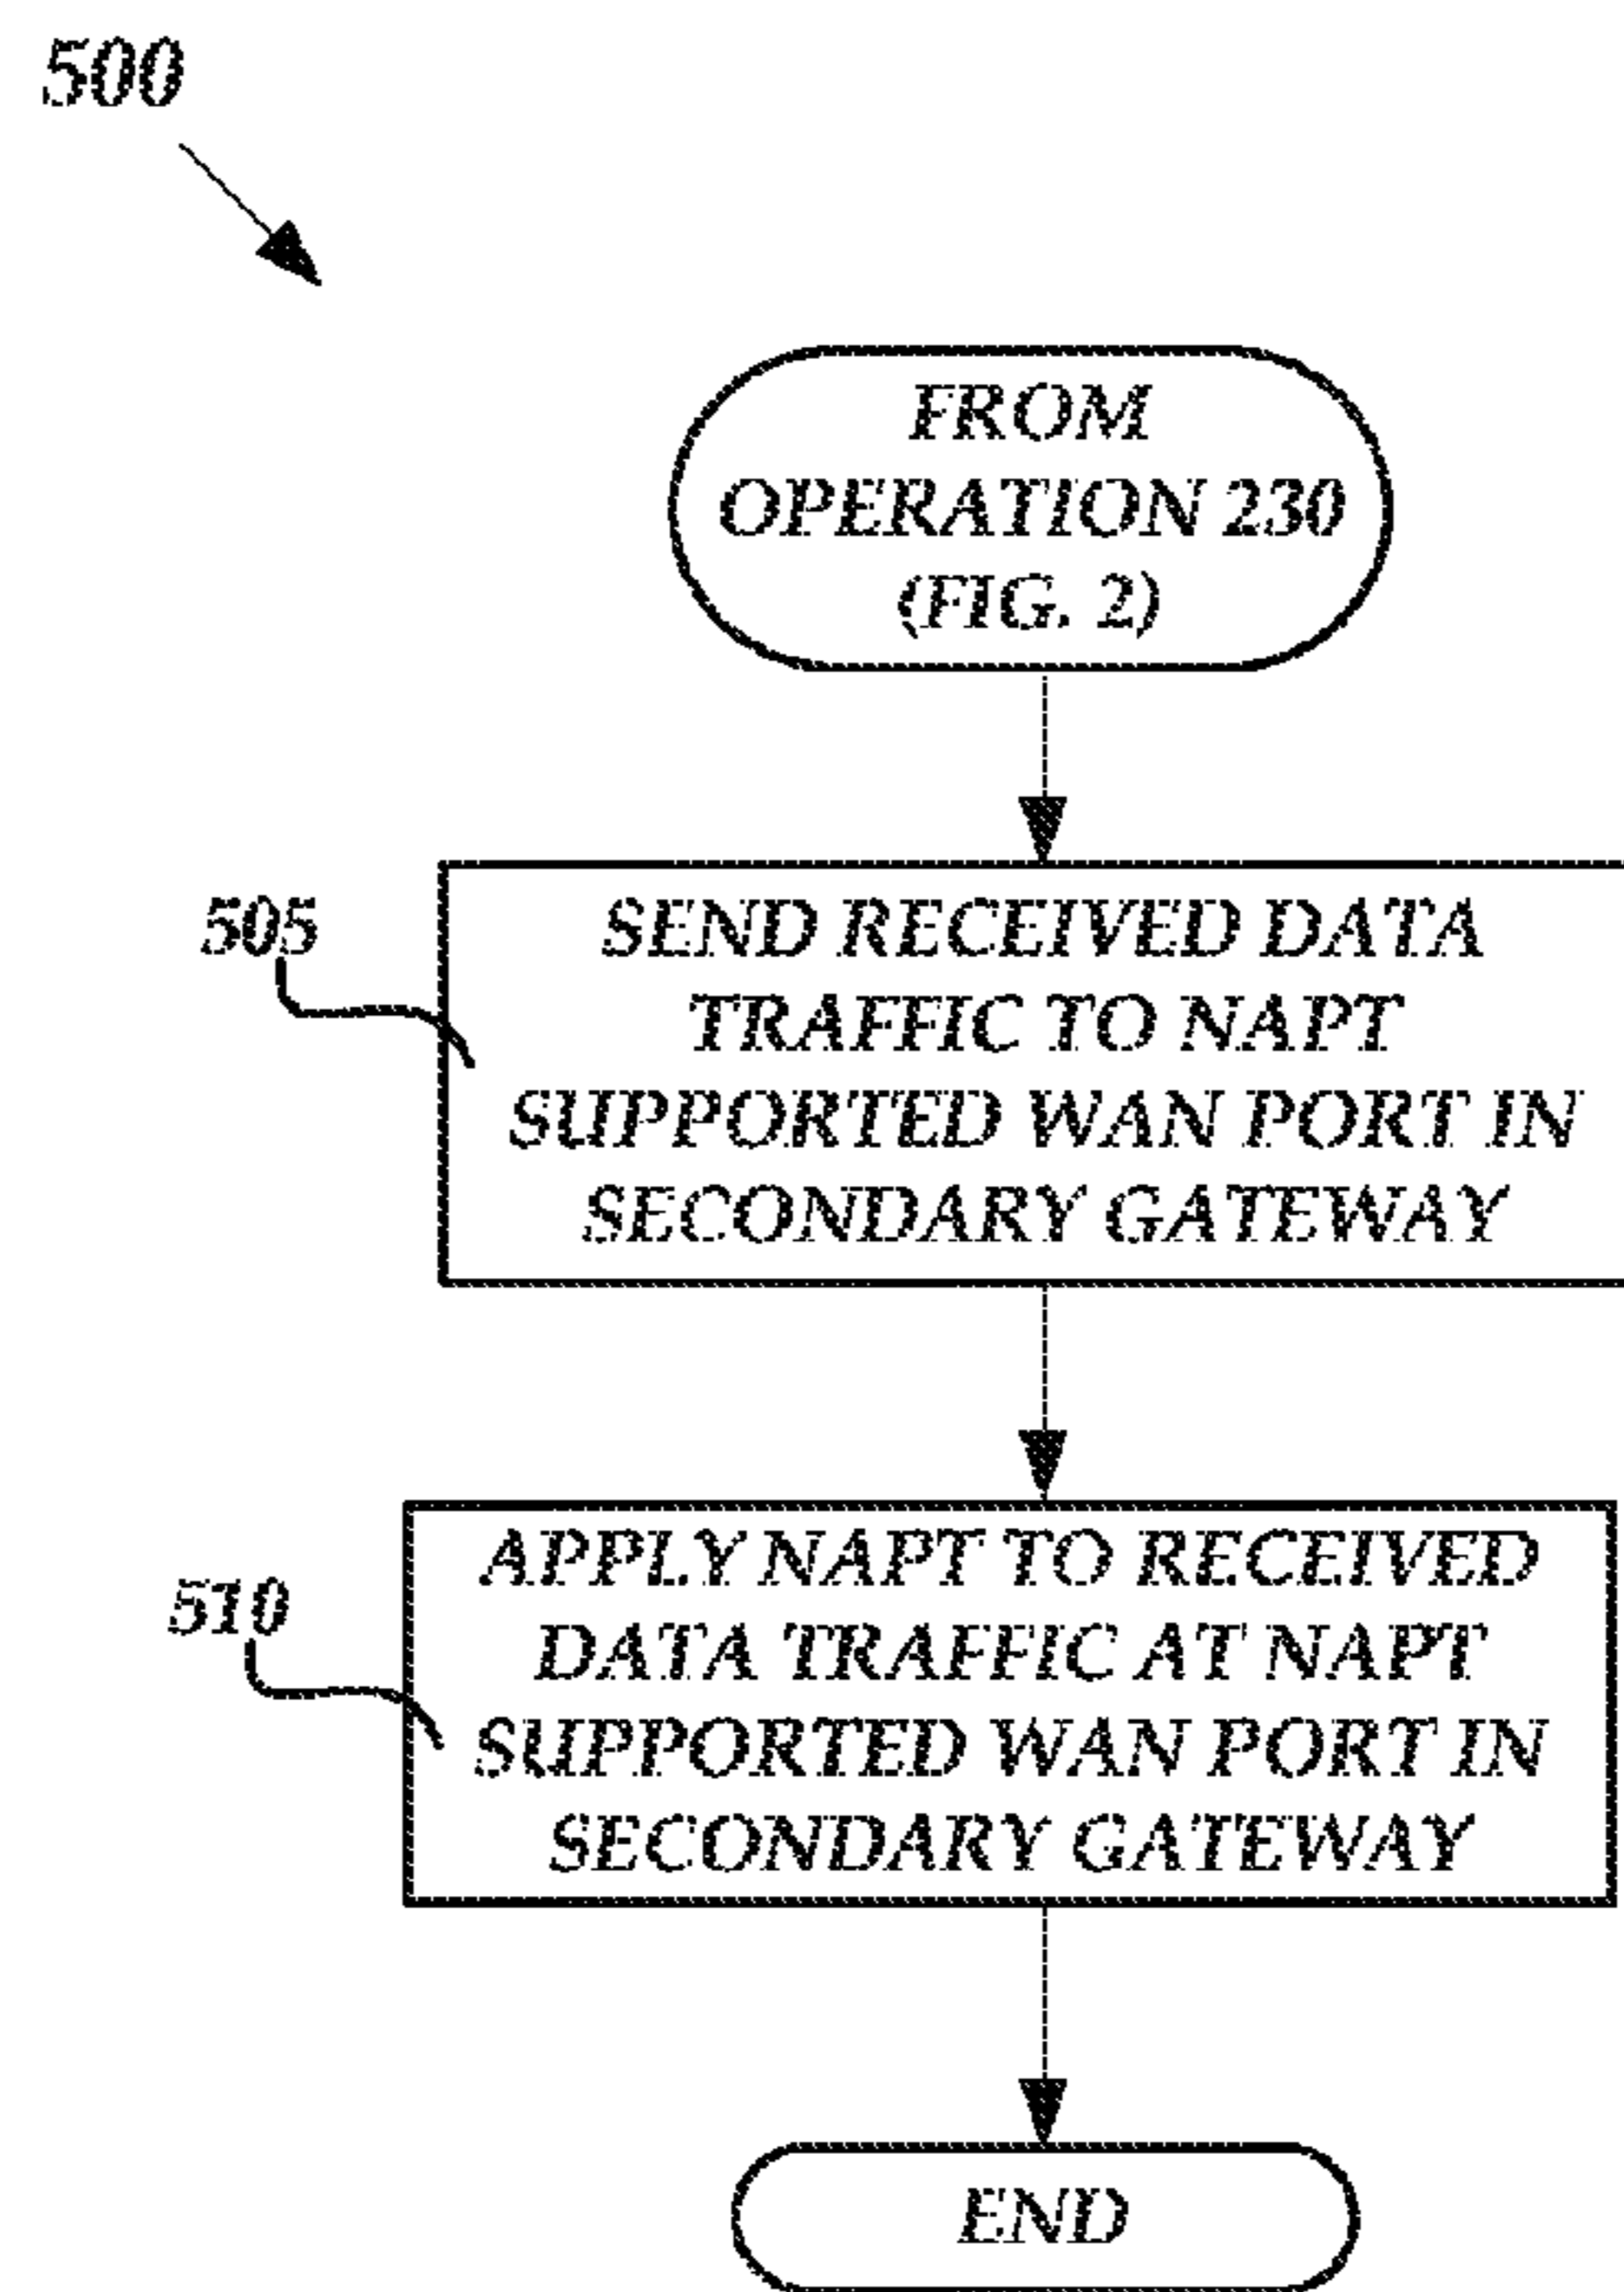 500
FROM
OPERATION 230
(FIG. 2)
505
SEND RECEIVED DATA
TRAFFIC TO NAPT
SUPPORTED WAN PORT IN
SECONDARY GATEWAY
510
APPLY NAPT TO RECEIVED
DATA TRAFFIC AT NAPT
SUPPORTED WAN PORT IN
SECONDARY GATEWAY
END